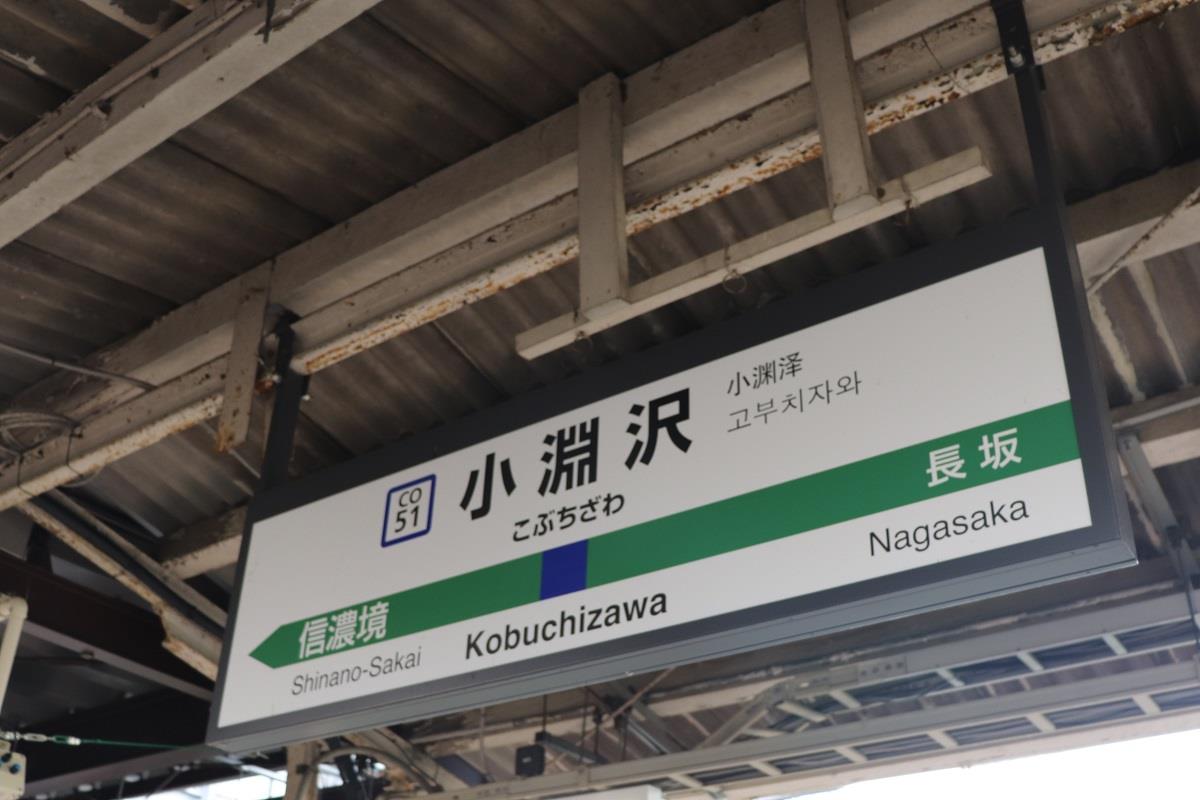 CO
51
小淵沢
小渊泽
고부치자와
こぶちざわ
長坂
信濃境
Nagasaka
Kobuchizawa
Shinano-Sakai